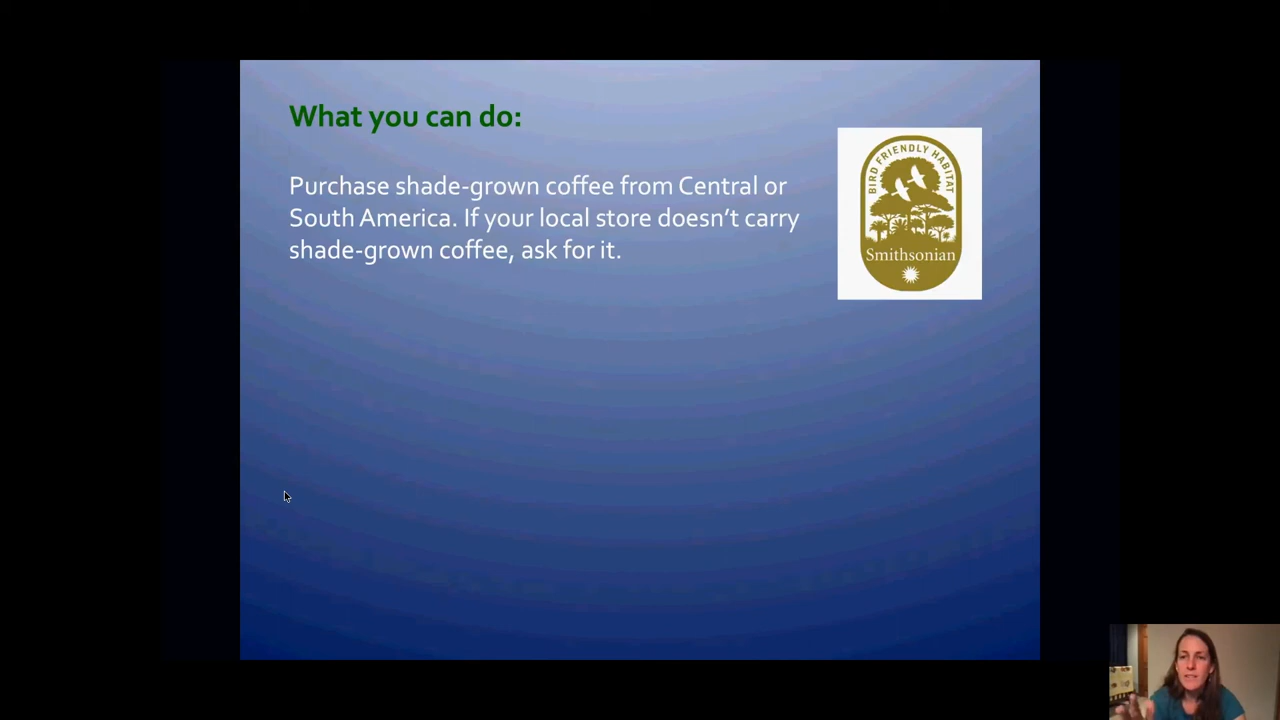 What you can do:
Purchase shade-grown coffee from Central or
South America. If your local store doesn’t carry
shade-grown coffee, ask for it.
BIRD FRIENDLY HABITAT
Smithsonian